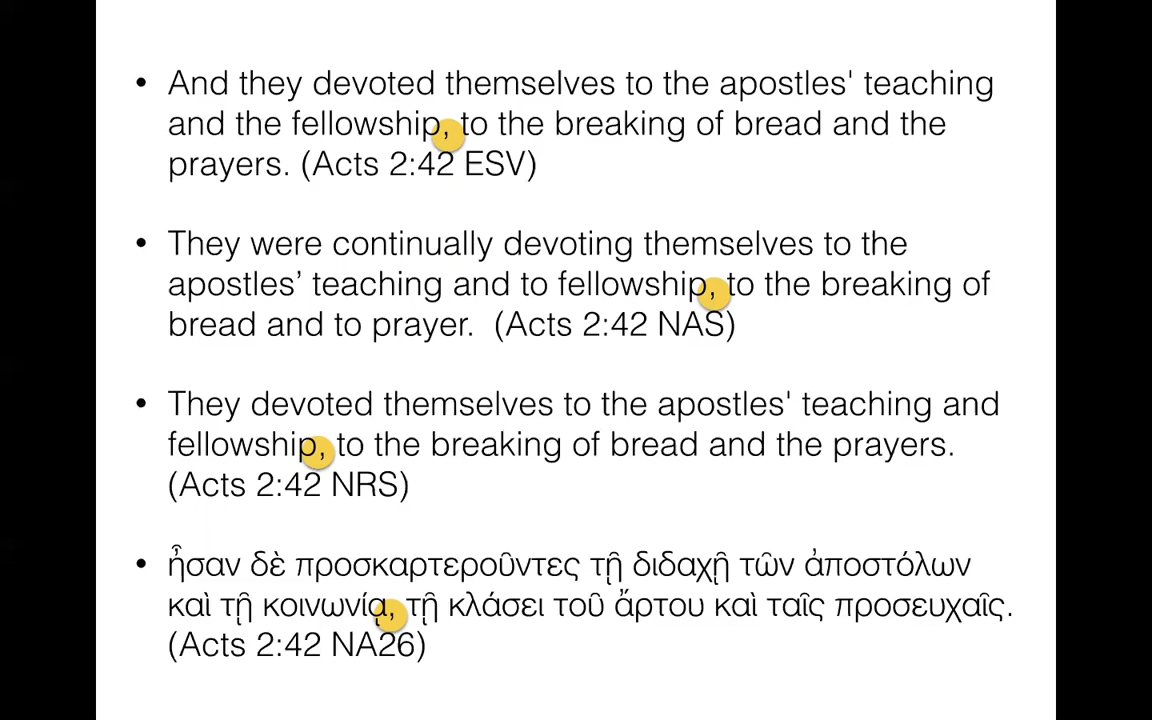 • And they devoted themselves to the apostles' teaching
and the fellowship, to the breaking of bread and the
prayers. (Acts 2:42 ESV)
• They were continually devoting themselves to the
apostles’ teaching and to fellowship, to the breaking of
bread and to prayer. (Acts 2:42 NAS)
• They devoted themselves to the apostles' teaching and
fellowship, to the breaking of bread and the prayers.
(Acts 2:42 NRS)
• ἦσαν δὲ προσκαρτεροῦντες τῇ διδαχῇ τῶν ἀποστόλων
καὶ τῇ κοινωνίᾳ, τῇ κλάσει τοῦ ἄρτου καὶ ταῖς προσευχαῖς.
(Acts 2:42 NA26)